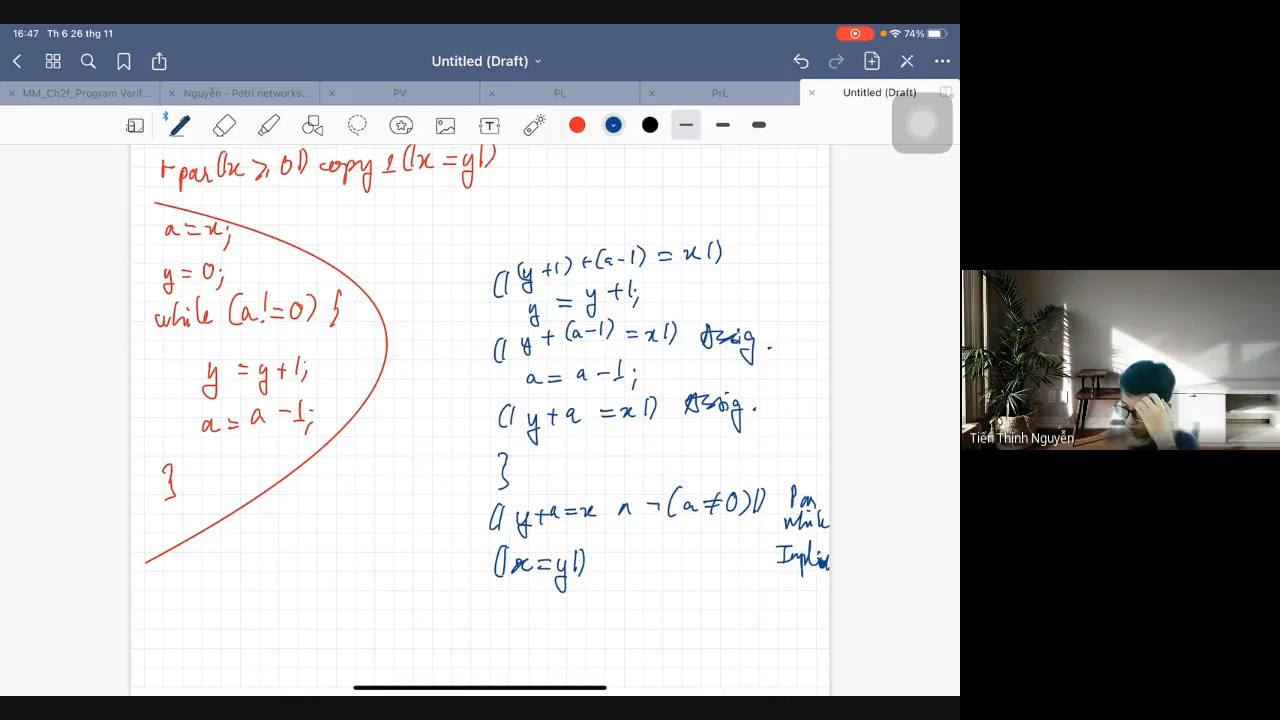 16:47 Th 6 26 thg 11
74%
Untitled (Draft)
MM_Ch2f_Program Verif...
Nguyễn - Petri networks...
PV
PL
PrL
Untitled (Draft)
⊢par(|x ≥ 0|) copy 1 (|x = y|)
a = x;
y = 0;
while (a != 0) {
y = y + 1;
a = a - 1;
}
(|(y + 1) + (a - 1) = x|)
y = y + 1;
(|y + (a - 1) = x|) Assig.
a = a - 1;
(|y + a = x|) Assig.
}
(|y + a = x ∧ ¬(a ≠ 0)|) Par while
(|x = y|)
Tiến Thịnh Nguyễn